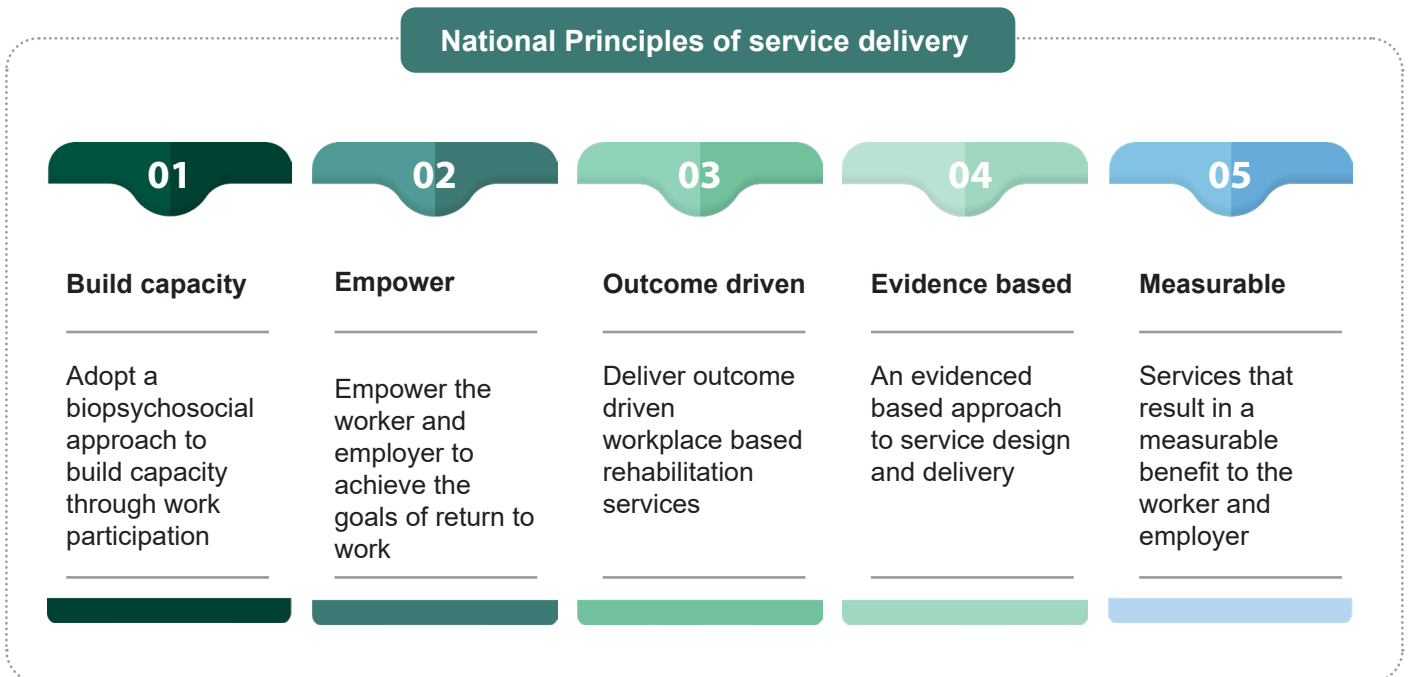 National Principles of service delivery
01
Build capacity
Adopt a
biopsychosocial
approach to
build capacity
through work
participation
02
Empower
Empower the
worker and
employer to
achieve the
goals of return to
work
03
Outcome driven
Deliver outcome
driven
workplace based
rehabilitation
services
04
Evidence based
An evidenced
based approach
to service design
and delivery
05
Measurable
Services that
result in a
measurable
benefit to the
worker and
employer